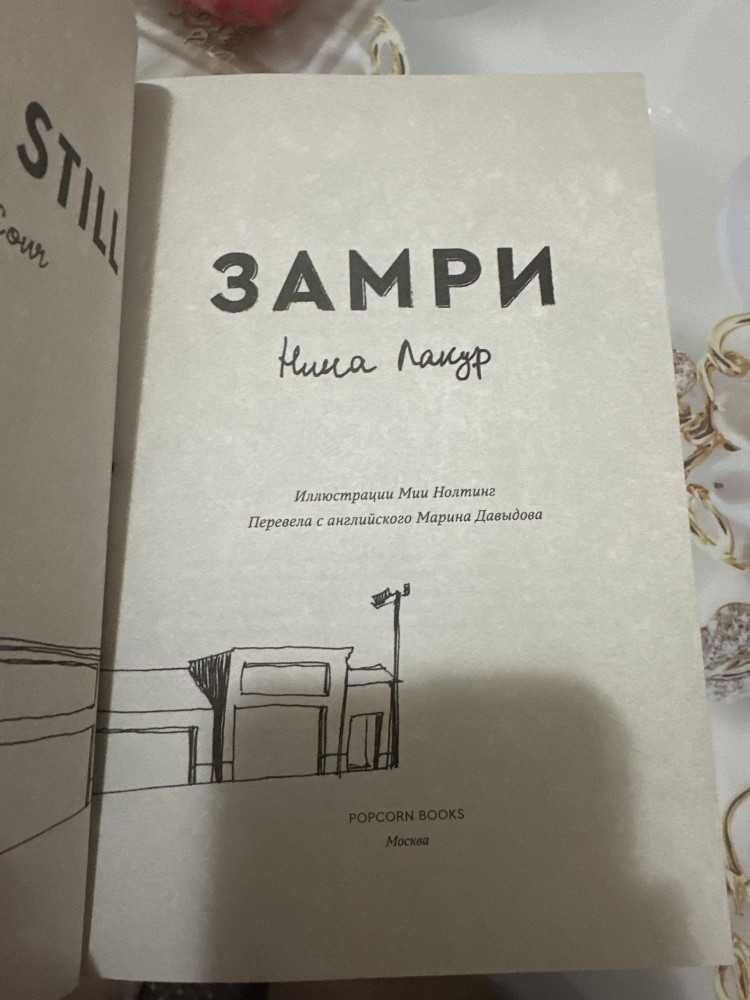 STILL
ЗАМРИ
Нина Лакур
Иллюстрации Мии Нолтинг
Перевела с английского Марина Давыдова
POPCORN BOOKS
Москва